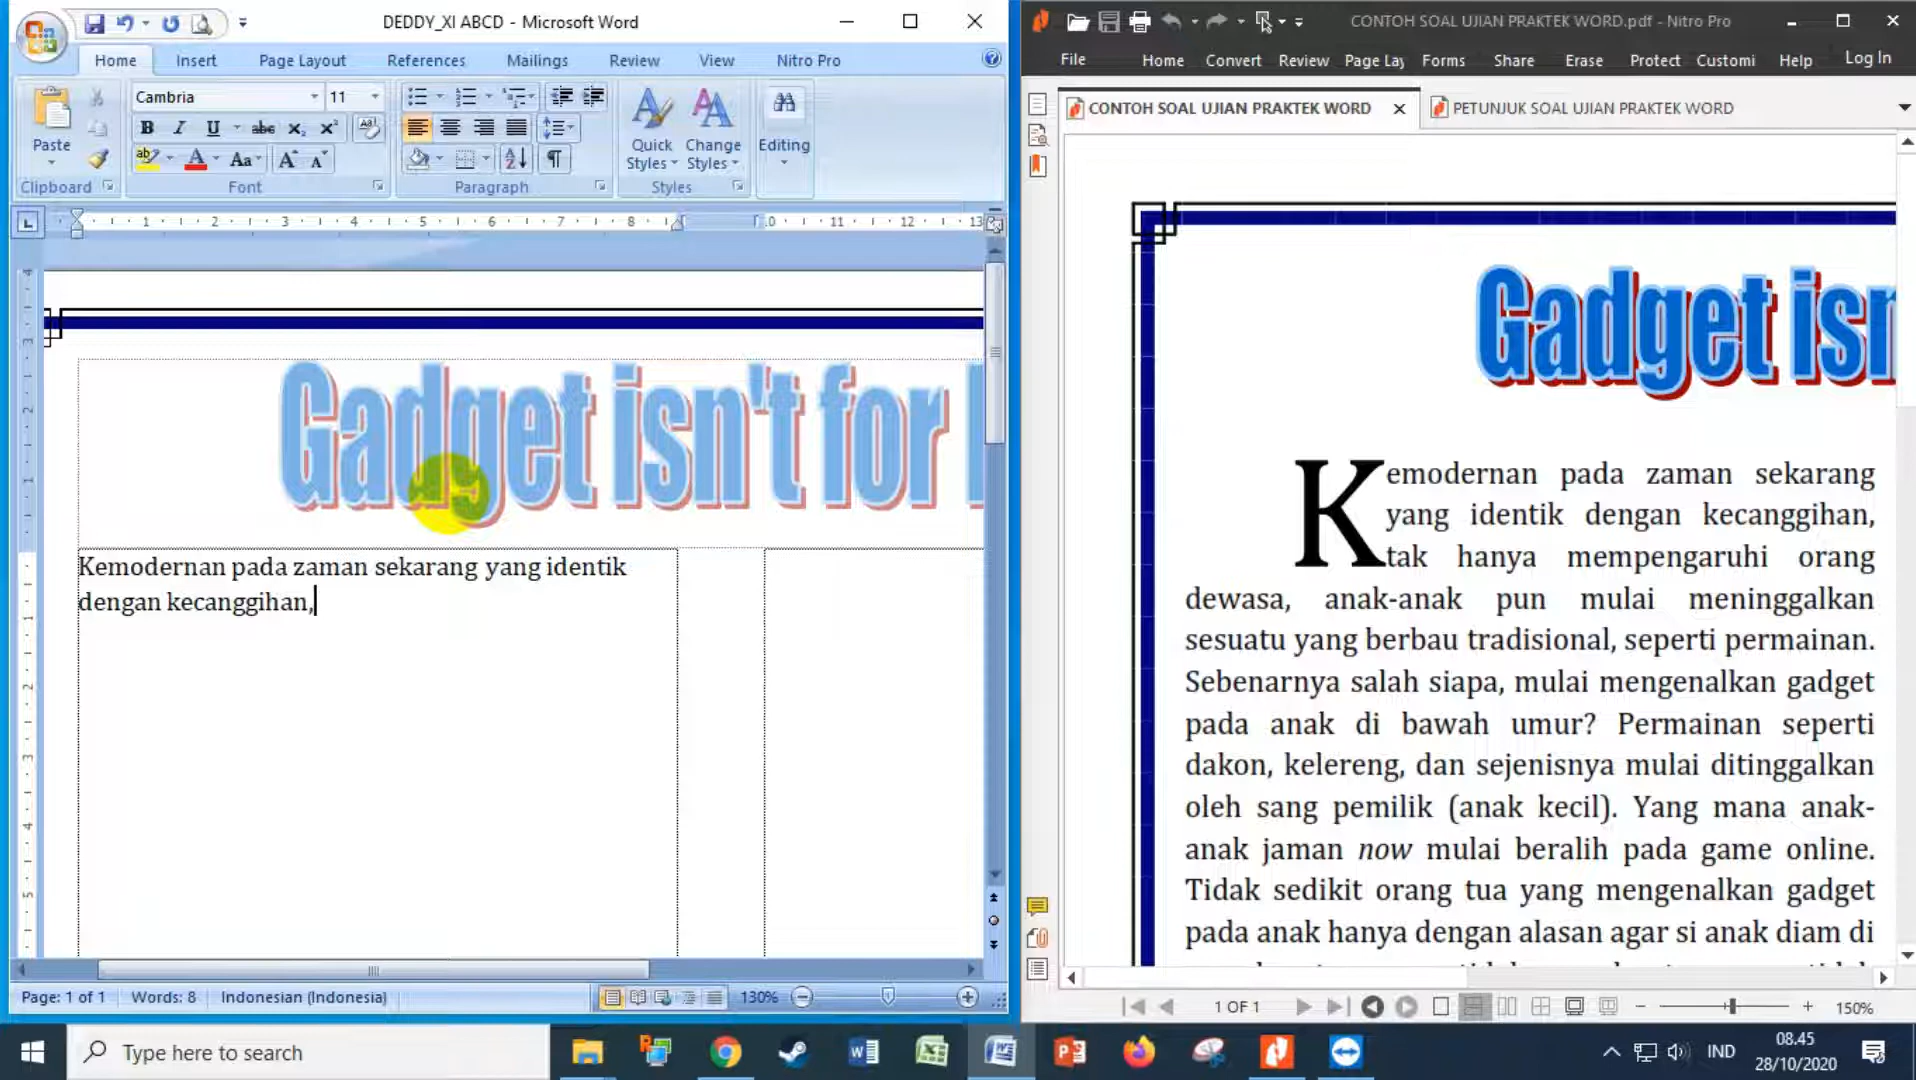 DEDDY_XI ABCD - Microsoft Word
Home Insert Page Layout References Mailings Review View Nitro Pro
Cambria 11
Paste
Quick Styles
Change Styles
Editing
Clipboard Font Paragraph Styles
Gadget isn't for
Kemodernan pada zaman sekarang yang identik
dengan kecanggihan,
Page: 1 of 1 Words: 8 Indonesian (Indonesia) 130%
CONTOH SOAL UJIAN PRAKTEK WORD.pdf - Nitro Pro
File Home Convert Review Page Lay Forms Share Erase Protect Customi Help Log In
CONTOH SOAL UJIAN PRAKTEK WORD PETUNJUK SOAL UJIAN PRAKTEK WORD
Gadget isn
Kemodernan pada zaman sekarang
yang identik dengan kecanggihan,
tak hanya mempengaruhi orang
dewasa, anak-anak pun mulai meninggalkan
sesuatu yang berbau tradisional, seperti permainan.
Sebenarnya salah siapa, mulai mengenalkan gadget
pada anak di bawah umur? Permainan seperti
dakon, kelereng, dan sejenisnya mulai ditinggalkan
oleh sang pemilik (anak kecil). Yang mana anak-
anak jaman now mulai beralih pada game online.
Tidak sedikit orang tua yang mengenalkan gadget
pada anak hanya dengan alasan agar si anak diam di
1 OF 1 150%
Type here to search
IND
08.45
28/10/2020